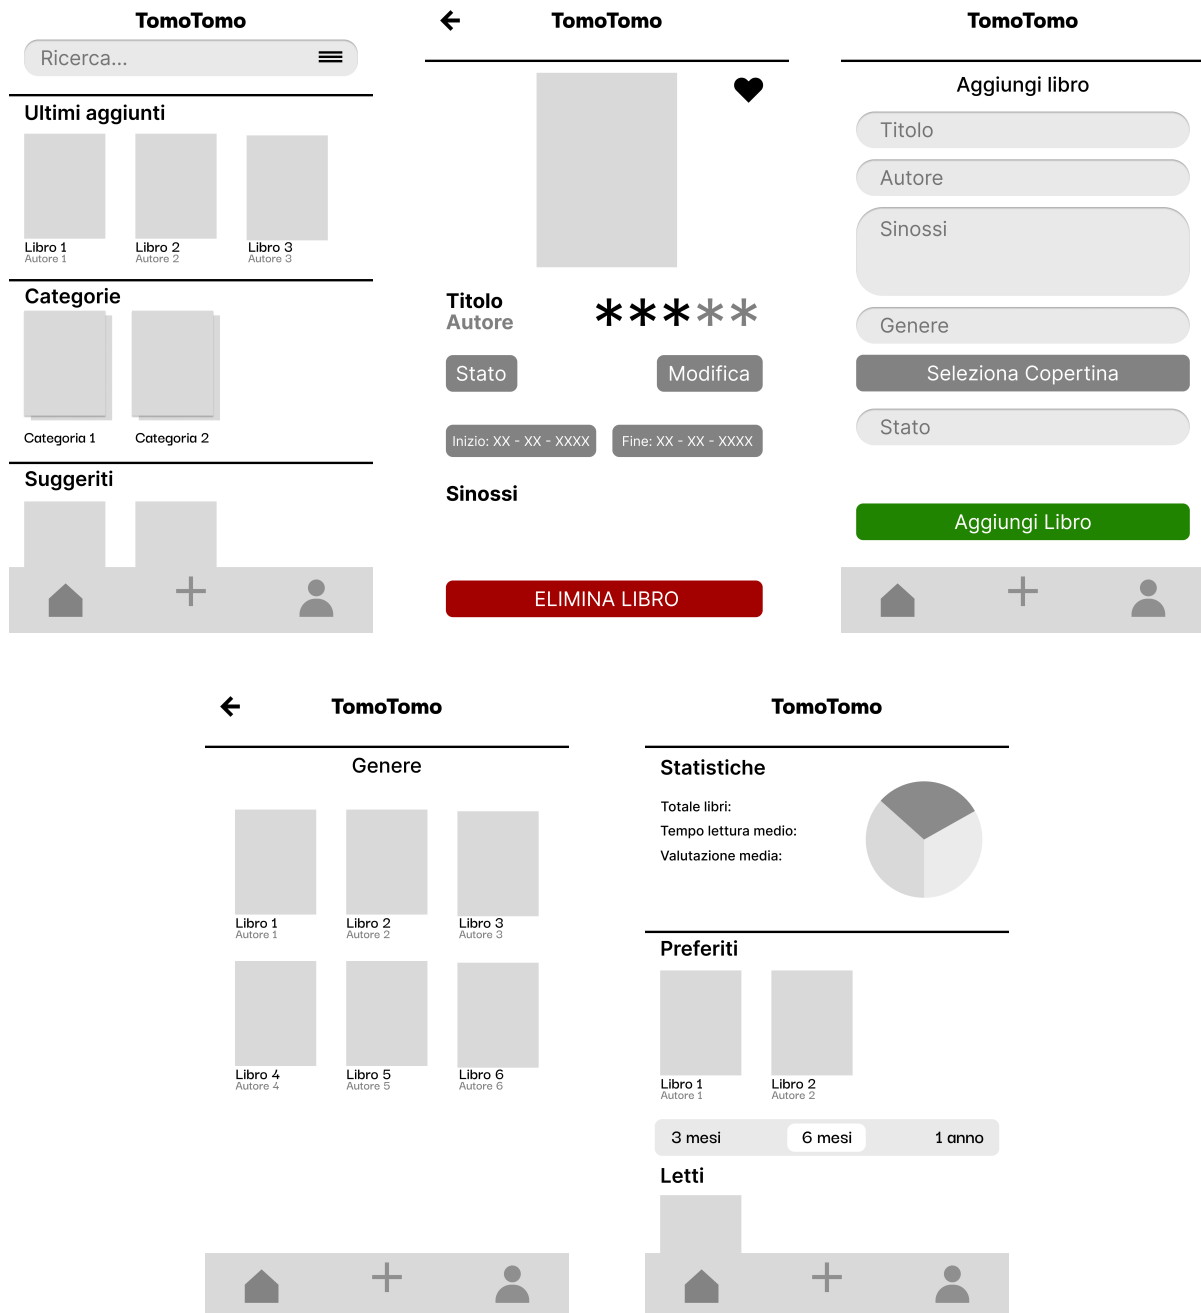 TomoTomo
Ricerca...
Ultimi aggiunti
Libro 1 Libro 2 Libro 3
Autore 1 Autore 2 Autore 3
Categorie
Categoria 1 Categoria 2
Suggeriti
TomoTomo
Titolo
Autore
Stato Modifica
Inizio: XX - XX - XXXX Fine: XX - XX - XXXX
Sinossi
ELIMINA LIBRO
TomoTomo
Aggiungi libro
Titolo
Autore
Sinossi
Genere
Seleziona Copertina
Stato
Aggiungi Libro
TomoTomo
Genere
Libro 1 Libro 2 Libro 3
Autore 1 Autore 2 Autore 3
Libro 4 Libro 5 Libro 6
Autore 4 Autore 5 Autore 6
TomoTomo
Statistiche
Totale libri:
Tempo lettura medio:
Valutazione media:
Preferiti
Libro 1 Libro 2
Autore 1 Autore 2
3 mesi 6 mesi 1 anno
Letti